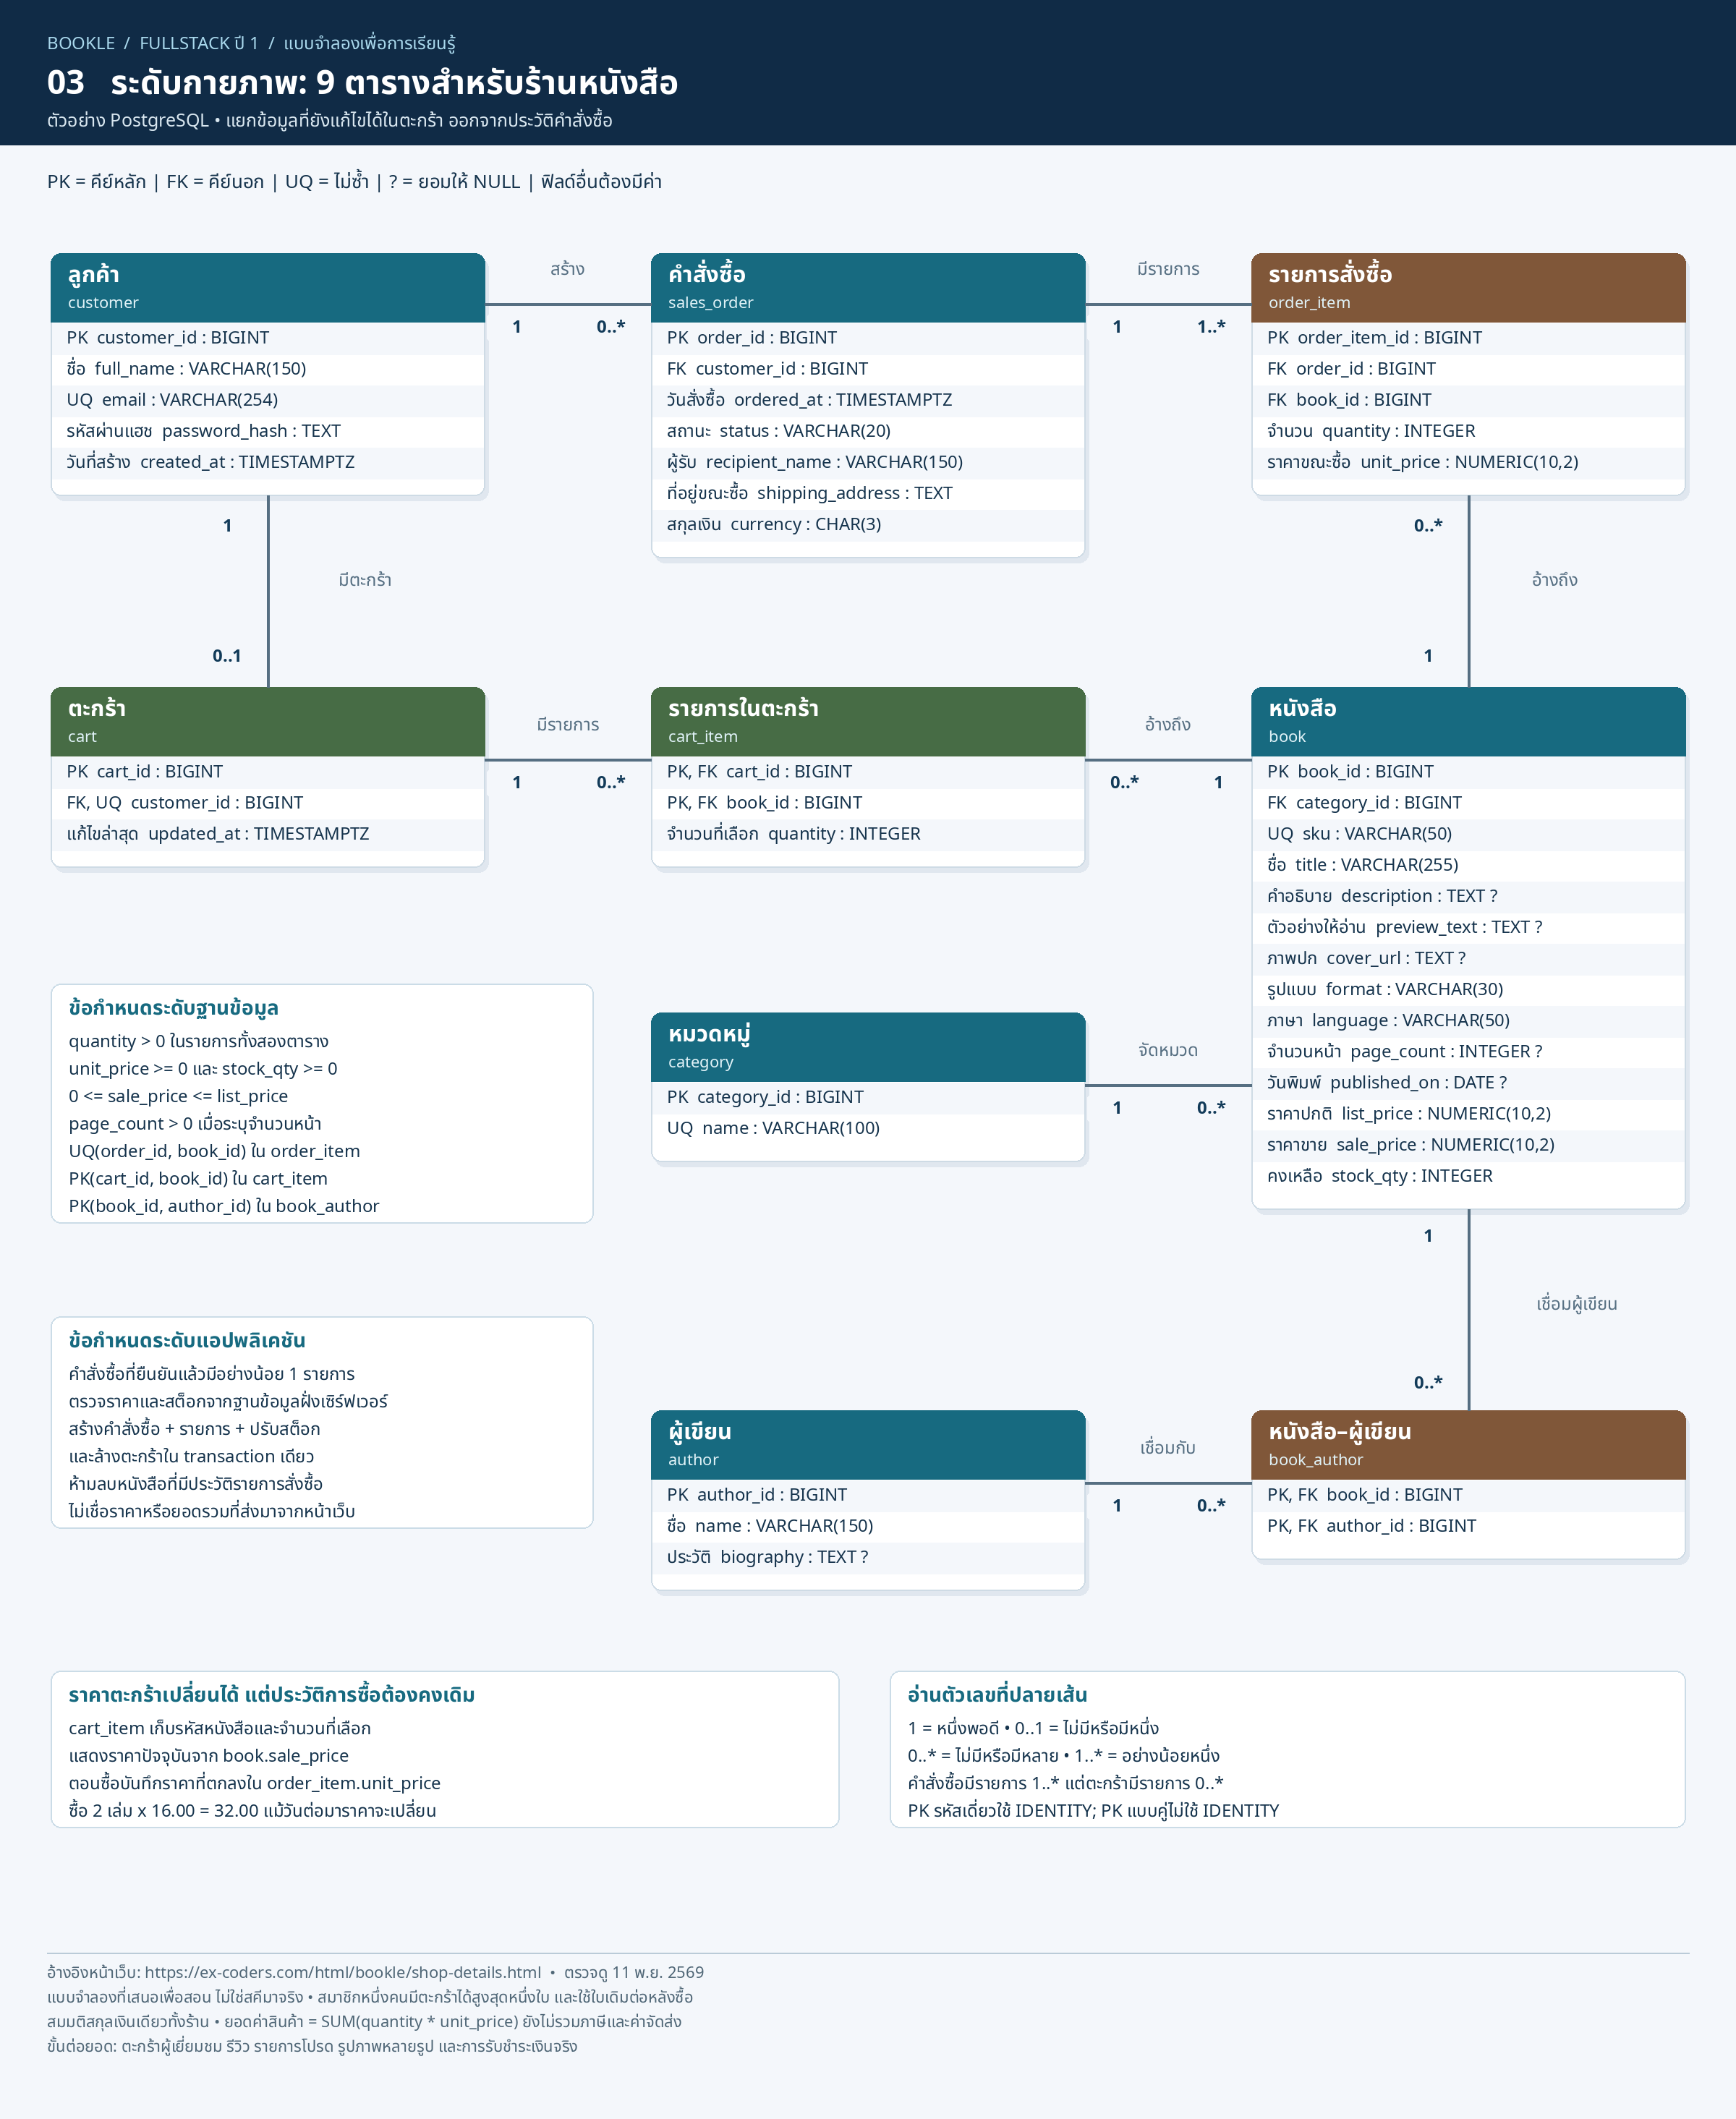 BOOKLE / FULLSTACK ปี 1 / แบบจำลองเพื่อการเรียนรู้
03 ระดับกายภาพ: 9 ตารางสำหรับร้านหนังสือ
ตัวอย่าง PostgreSQL • แยกข้อมูลที่ยังแก้ไขได้ในตะกร้า ออกจากประวัติคำสั่งซื้อ
PK = คีย์หลัก | FK = คีย์นอก | UQ = ไม่ซ้ำ | ? = ยอมให้ NULL | ฟิลด์อื่นต้องมีค่า
ลูกค้า
customer
PK customer_id : BIGINT
ชื่อ full_name : VARCHAR(150)
UQ email : VARCHAR(254)
รหัสผ่านแฮช password_hash : TEXT
วันที่สร้าง created_at : TIMESTAMPTZ
สร้าง
1 0..*
คำสั่งซื้อ
sales_order
PK order_id : BIGINT
FK customer_id : BIGINT
วันสั่งซื้อ ordered_at : TIMESTAMPTZ
สถานะ status : VARCHAR(20)
ผู้รับ recipient_name : VARCHAR(150)
ที่อยู่ขณะซื้อ shipping_address : TEXT
สกุลเงิน currency : CHAR(3)
มีรายการ
1 1..*
รายการสั่งซื้อ
order_item
PK order_item_id : BIGINT
FK order_id : BIGINT
FK book_id : BIGINT
จำนวน quantity : INTEGER
ราคาขณะซื้อ unit_price : NUMERIC(10,2)
1
มีตะกร้า
0..1
0..*
อ้างถึง
1
ตะกร้า
cart
PK cart_id : BIGINT
FK, UQ customer_id : BIGINT
แก้ไขล่าสุด updated_at : TIMESTAMPTZ
มีรายการ
1 0..*
รายการในตะกร้า
cart_item
PK, FK cart_id : BIGINT
PK, FK book_id : BIGINT
จำนวนที่เลือก quantity : INTEGER
อ้างถึง
0..* 1
หนังสือ
book
PK book_id : BIGINT
FK category_id : BIGINT
UQ sku : VARCHAR(50)
ชื่อ title : VARCHAR(255)
คำอธิบาย description : TEXT ?
ตัวอย่างให้อ่าน preview_text : TEXT ?
ภาพปก cover_url : TEXT ?
รูปแบบ format : VARCHAR(30)
ภาษา language : VARCHAR(50)
จำนวนหน้า page_count : INTEGER ?
วันพิมพ์ published_on : DATE ?
ราคาปกติ list_price : NUMERIC(10,2)
ราคาขาย sale_price : NUMERIC(10,2)
คงเหลือ stock_qty : INTEGER
ข้อกำหนดระดับฐานข้อมูล
quantity > 0 ในรายการทั้งสองตาราง
unit_price >= 0 และ stock_qty >= 0
0 <= sale_price <= list_price
page_count > 0 เมื่อระบุจำนวนหน้า
UQ(order_id, book_id) ใน order_item
PK(cart_id, book_id) ใน cart_item
PK(book_id, author_id) ใน book_author
หมวดหมู่
category
PK category_id : BIGINT
UQ name : VARCHAR(100)
จัดหมวด
1 0..*
1
เชื่อมผู้เขียน
0..*
ข้อกำหนดระดับแอปพลิเคชัน
คำสั่งซื้อที่ยืนยันแล้วมีอย่างน้อย 1 รายการ
ตรวจราคาและสต็อกจากฐานข้อมูลฝั่งเซิร์ฟเวอร์
สร้างคำสั่งซื้อ + รายการ + ปรับสต็อก
และล้างตะกร้าใน transaction เดียว
ห้ามลบหนังสือที่มีประวัติรายการสั่งซื้อ
ไม่เชื่อราคาหรือยอดรวมที่ส่งมาจากหน้าเว็บ
ผู้เขียน
author
PK author_id : BIGINT
ชื่อ name : VARCHAR(150)
ประวัติ biography : TEXT ?
เชื่อมกับ
1 0..*
หนังสือ–ผู้เขียน
book_author
PK, FK book_id : BIGINT
PK, FK author_id : BIGINT
ราคาตะกร้าเปลี่ยนได้ แต่ประวัติการซื้อต้องคงเดิม
cart_item เก็บรหัสหนังสือและจำนวนที่เลือก
แสดงราคาปัจจุบันจาก book.sale_price
ตอนซื้อบันทึกราคาที่ตกลงใน order_item.unit_price
ซื้อ 2 เล่ม x 16.00 = 32.00 แม้วันต่อมาราคาจะเปลี่ยน
อ่านตัวเลขที่ปลายเส้น
1 = หนึ่งพอดี • 0..1 = ไม่มีหรือมีหนึ่ง
0..* = ไม่มีหรือมีหลาย • 1..* = อย่างน้อยหนึ่ง
คำสั่งซื้อมีรายการ 1..* แต่ตะกร้ามีรายการ 0..*
PK รหัสเดี่ยวใช้ IDENTITY; PK แบบคู่ไม่ใช้ IDENTITY
อ้างอิงหน้าเว็บ: https://ex-coders.com/html/bookle/shop-details.html • ตรวจดู 11 พ.ย. 2569
แบบจำลองที่เสนอเพื่อสอน ไม่ใช่สคีมาจริง • สมาชิกหนึ่งคนมีตะกร้าได้สูงสุดหนึ่งใบ และใช้ใบเดิมต่อหลังซื้อ
สมมติสกุลเงินเดียวทั้งร้าน • ยอดค่าสินค้า = SUM(quantity * unit_price) ยังไม่รวมภาษีและค่าจัดส่ง
ขั้นต่อยอด: ตะกร้าผู้เยี่ยมชม รีวิว รายการโปรด รูปภาพหลายรูป และการรับชำระเงินจริง